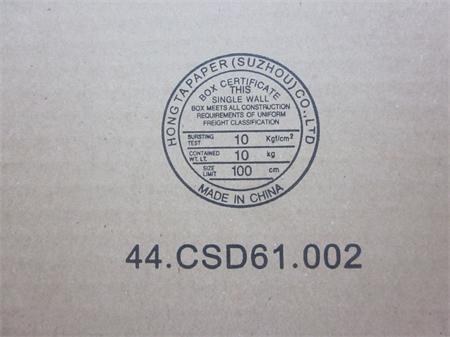 HONG TA PAPER (SUZHOU) CO., LTD
BOX CERTIFICATE
THIS
SINGLE WALL
BOX MEETS ALL CONSTRUCTION
REQUIREMENTS OF UNIFORM
FREIGHT CLASSIFICATION
BURSTING TEST 10 Kgf/cm²
CONTAINED WT. LT. 10 kg
SIZE LIMIT 100 cm
MADE IN CHINA
44.CSD61.002